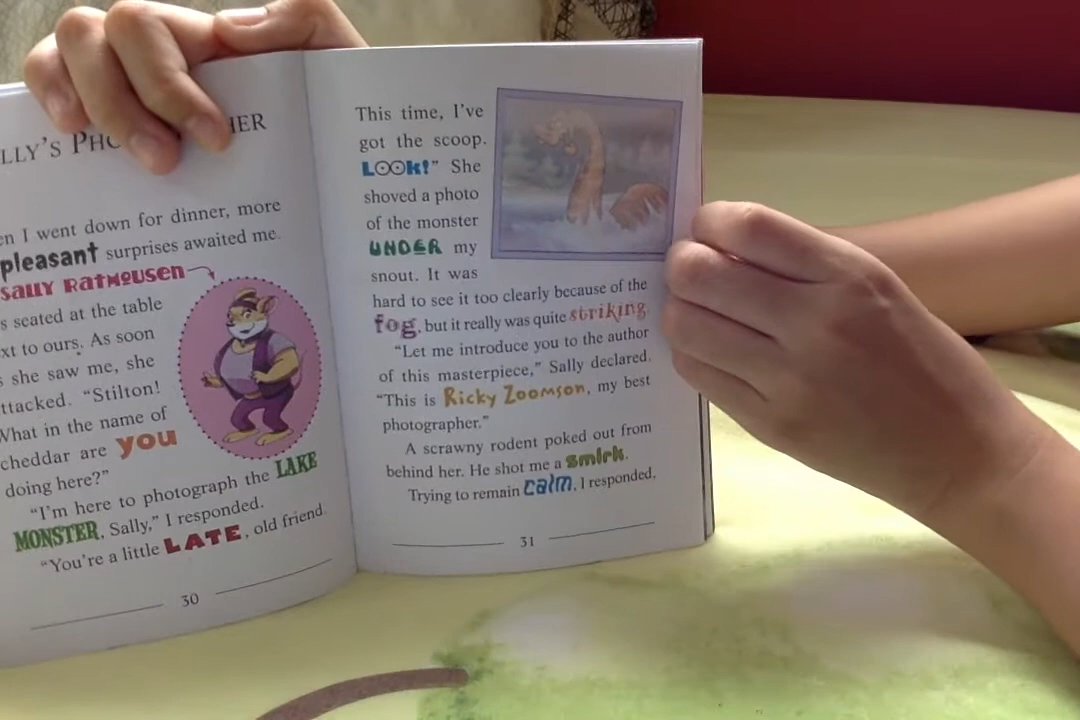 LLY'S PHO HER
en I went down for dinner, more
pleasant surprises awaited me.
SALLY RATMOUSEN
s seated at the table
xt to ours. As soon
s she saw me, she
ttacked. "Stilton!
What in the name of
cheddar are you
doing here?"
"I'm here to photograph the LAKE
MONSTER, Sally," I responded.
"You're a little LATE, old friend.
30
This time, I've
got the scoop.
LOOK!" She
shoved a photo
of the monster
UNDER my
snout. It was
hard to see it too clearly because of the
fog, but it really was quite striking.
"Let me introduce you to the author
of this masterpiece," Sally declared.
"This is Ricky Zoomson, my best
photographer."
A scrawny rodent poked out from
behind her. He shot me a smirk.
Trying to remain calm, I responded,
31